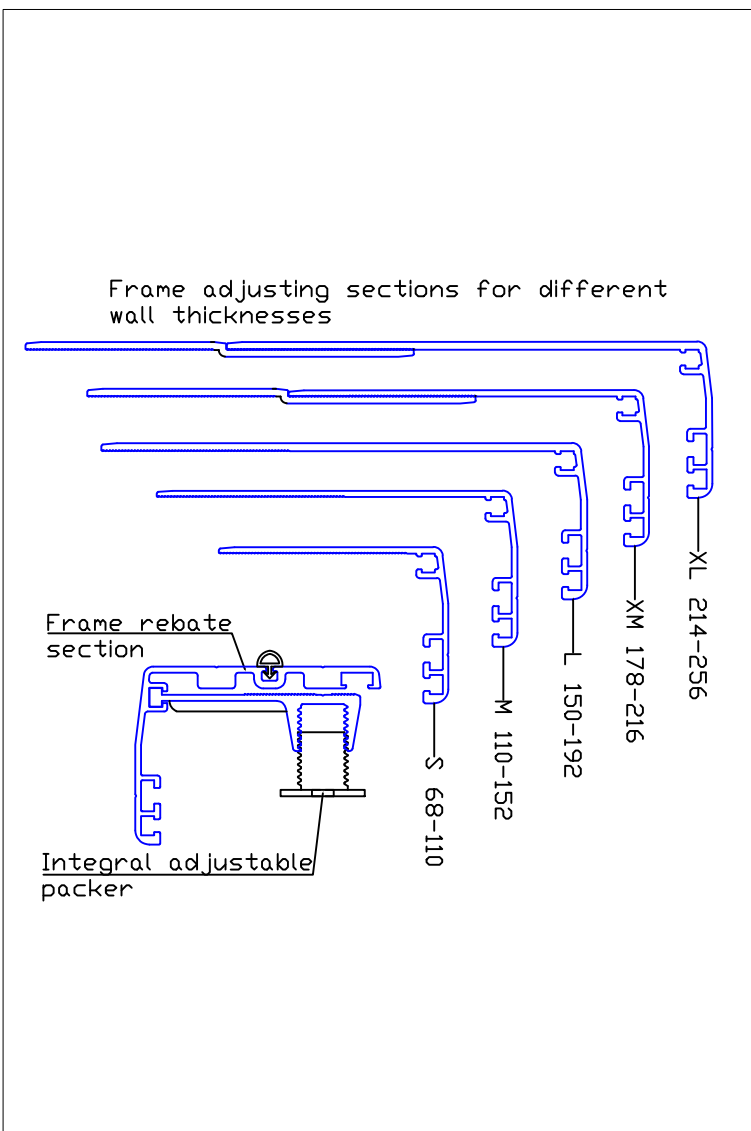 Frame adjusting sections for different
wall thicknesses
XL 214-256
XM 178-216
L 150-192
M 110-152
S 68-110
Frame rebate
section
Integral adjustable
packer